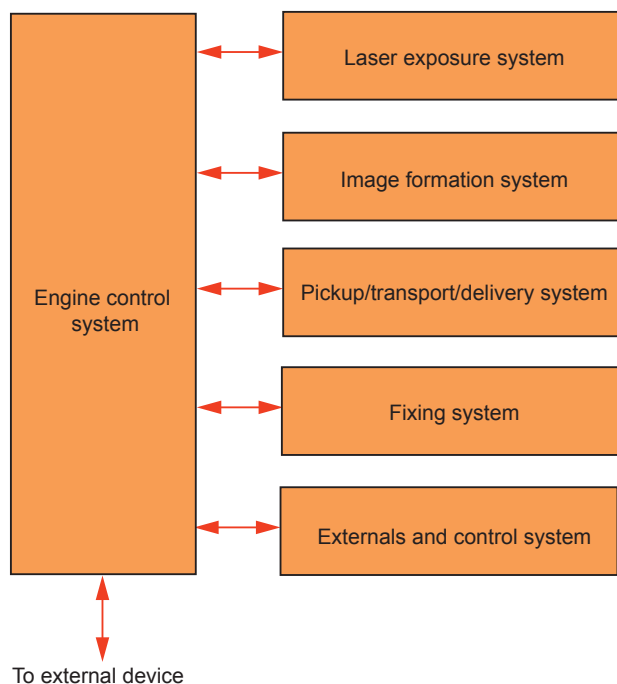 Laser exposure system
Image formation system
Engine control
system
Pickup/transport/delivery system
Fixing system
Externals and control system
To external device